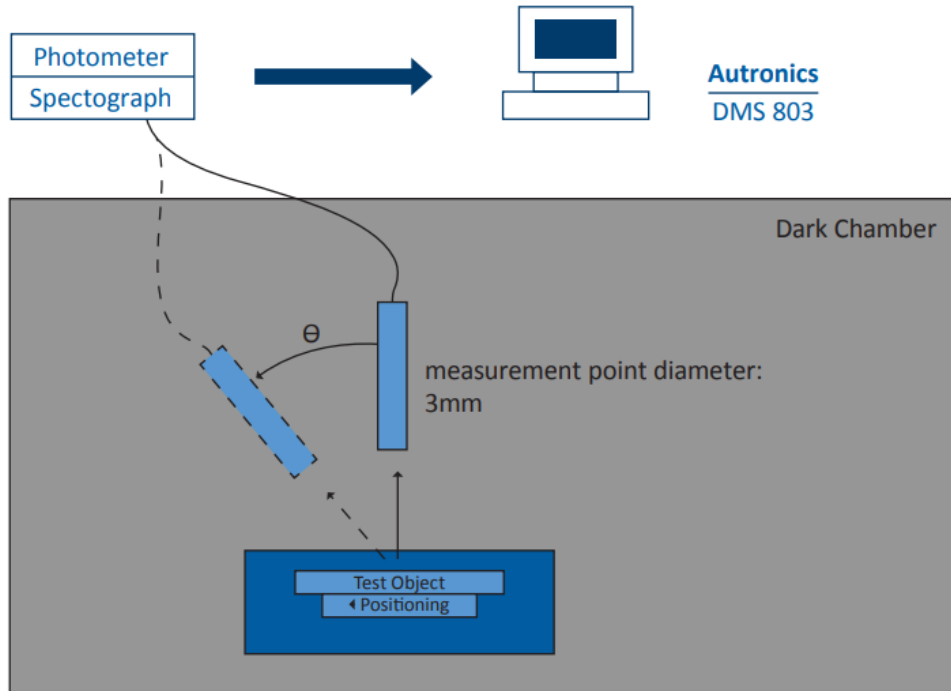 Photometer
Spectograph
Autronics
DMS 803
Dark Chamber
Θ
measurement point diameter:
3mm
Test Object
Positioning